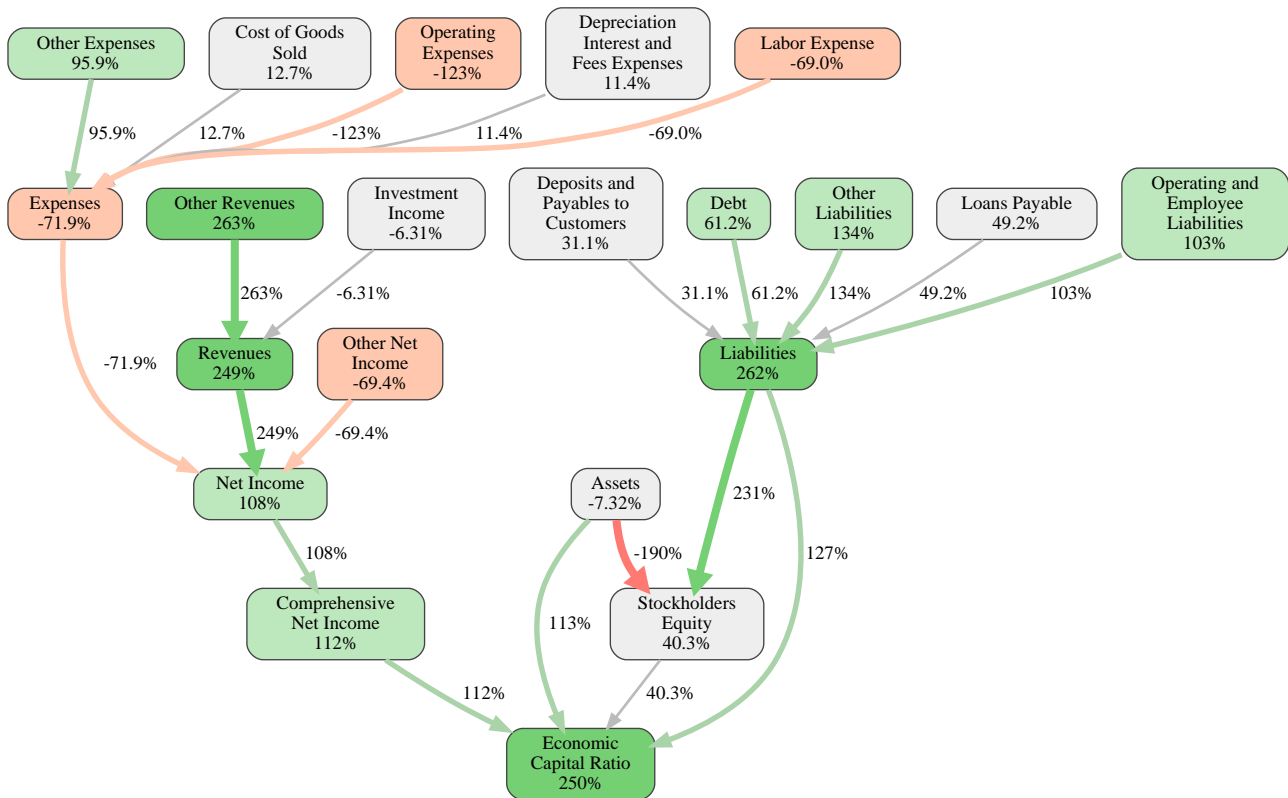 Other Expenses
95.9%
Cost of Goods
Sold
12.7%
Operating
Expenses
-123%
Depreciation
Interest and
Fees Expenses
11.4%
Labor Expense
-69.0%
95.9%
12.7%
-123%
11.4%
-69.0%
Expenses
-71.9%
Other Revenues
263%
Investment
Income
-6.31%
Deposits and
Payables to
Customers
31.1%
Debt
61.2%
Other
Liabilities
134%
Loans Payable
49.2%
Operating and
Employee
Liabilities
103%
263%
-6.31%
31.1%
61.2%
134%
49.2%
103%
-71.9%
Revenues
249%
Other Net
Income
-69.4%
Liabilities
262%
249%
-69.4%
Net Income
108%
Assets
-7.32%
231%
108%
-190%
127%
Comprehensive
Net Income
112%
113%
Stockholders
Equity
40.3%
112%
40.3%
Economic
Capital Ratio
250%